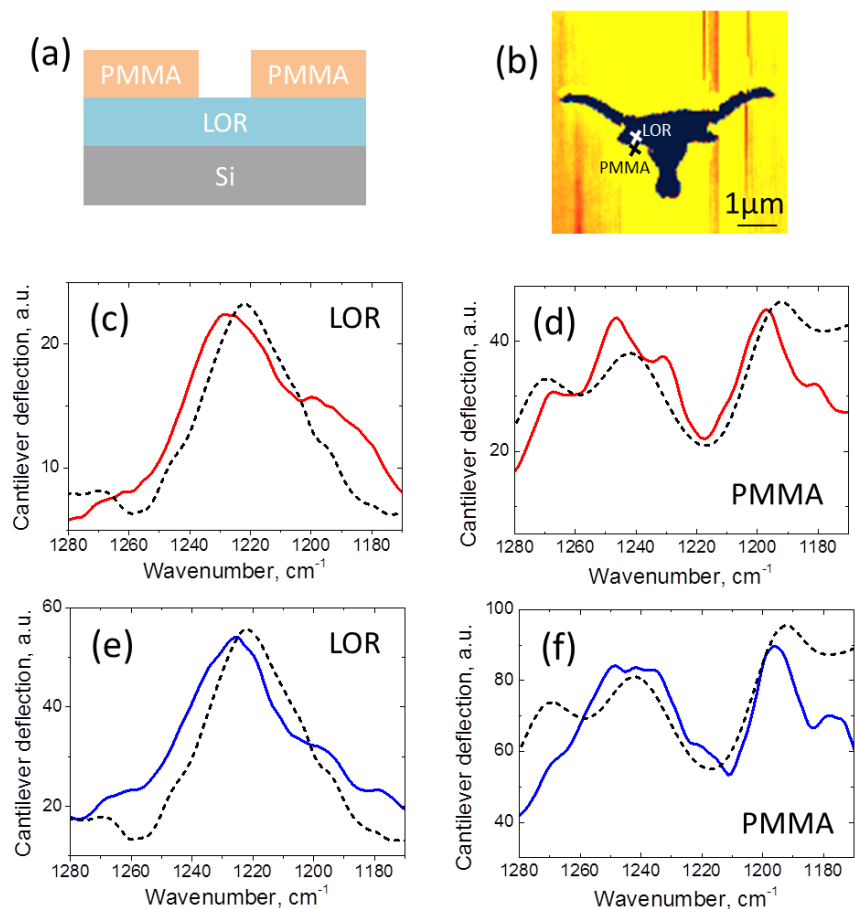 (a)
PMMA PMMA
LOR
Si
(b)
LOR
PMMA
1µm
(c) LOR
Cantilever deflection, a.u.
20
10
1280 1260 1240 1220 1200 1180
Wavenumber, cm-1
(d)
PMMA
Cantilever deflection, a.u.
40
20
1280 1260 1240 1220 1200 1180
Wavenumber, cm-1
(e) LOR
Cantilever deflection, a.u.
60
40
20
1280 1260 1240 1220 1200 1180
Wavenumber, cm-1
(f)
PMMA
Cantilever deflection, a.u.
100
80
60
40
1280 1260 1240 1220 1200 1180
Wavenumber, cm-1